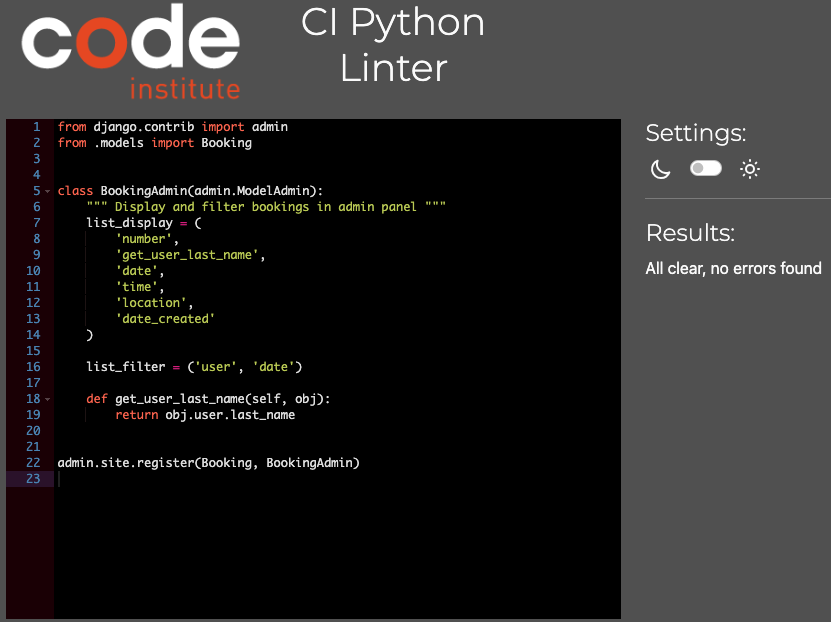 code
institute
CI Python
Linter
1 from django.contrib import admin
2 from .models import Booking
3
4
5 class BookingAdmin(admin.ModelAdmin):
6     """ Display and filter bookings in admin panel """
7     list_display = (
8         'number',
9         'get_user_last_name',
10         'date',
11         'time',
12         'location',
13         'date_created'
14     )
15
16     list_filter = ('user', 'date')
17
18     def get_user_last_name(self, obj):
19         return obj.user.last_name
20
21
22 admin.site.register(Booking, BookingAdmin)
23
Settings:
Results:
All clear, no errors found